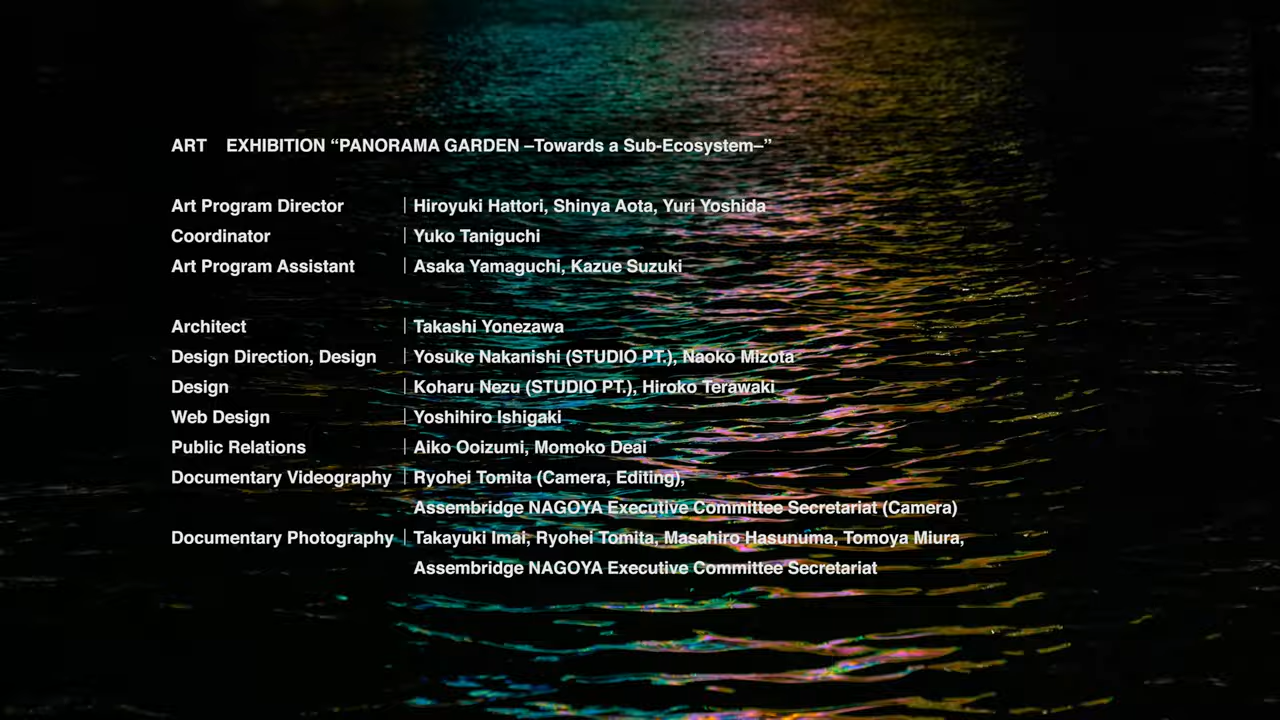 ART EXHIBITION “PANORAMA GARDEN –Towards a Sub-Ecosystem–”
Art Program Director | Hiroyuki Hattori, Shinya Aota, Yuri Yoshida
Coordinator | Yuko Taniguchi
Art Program Assistant | Asaka Yamaguchi, Kazue Suzuki
Architect | Takashi Yonezawa
Design Direction, Design | Yosuke Nakanishi (STUDIO PT.), Naoko Mizota
Design | Koharu Nezu (STUDIO PT.), Hiroko Terawaki
Web Design | Yoshihiro Ishigaki
Public Relations | Aiko Ooizumi, Momoko Deai
Documentary Videography | Ryohei Tomita (Camera, Editing),
Assembridge NAGOYA Executive Committee Secretariat (Camera)
Documentary Photography | Takayuki Imai, Ryohei Tomita, Masahiro Hasunuma, Tomoya Miura,
Assembridge NAGOYA Executive Committee Secretariat